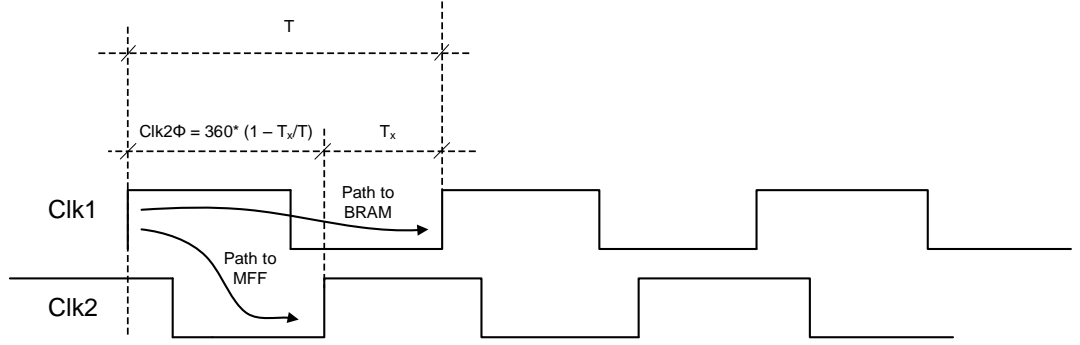 T
Clk2Φ = 360* (1 – Tx/T)
Tx
Clk1
Path to
BRAM
Path to
MFF
Clk2